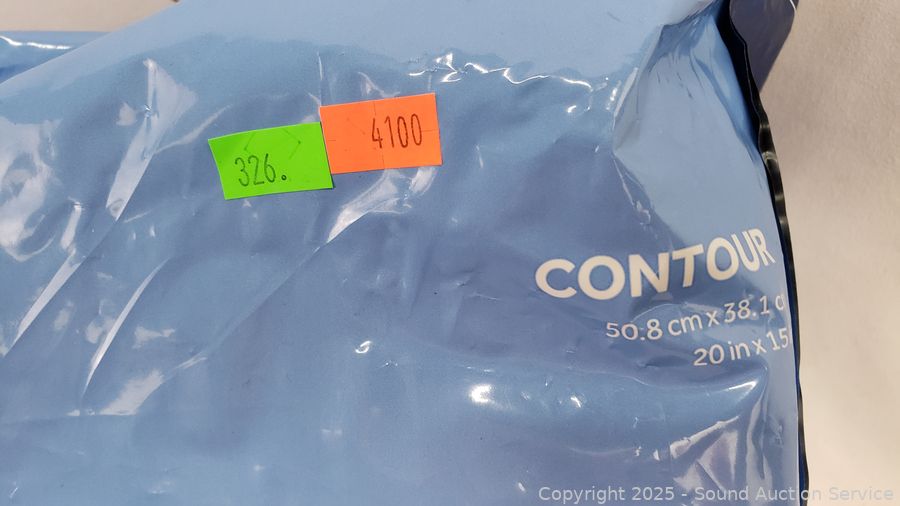 326.
4100
CONTOUR
50.8 cm x 38.1 c
20 in x 15
Copyright © 2025 - Sound Auction Service